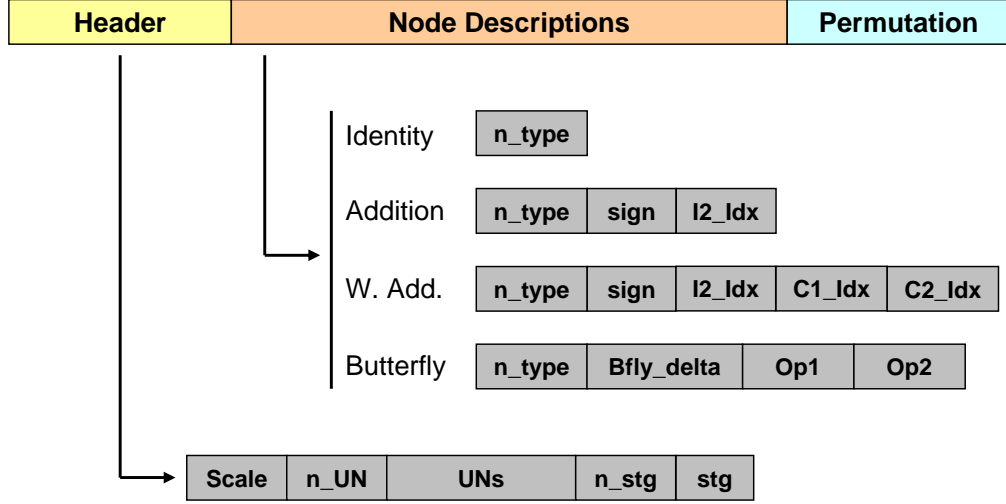 Header Node Descriptions Permutation
Identity n_type
Addition n_type sign I2_Idx
W. Add. n_type sign I2_Idx C1_Idx C2_Idx
Butterfly n_type Bfly_delta Op1 Op2
Scale n_UN UNs n_stg stg